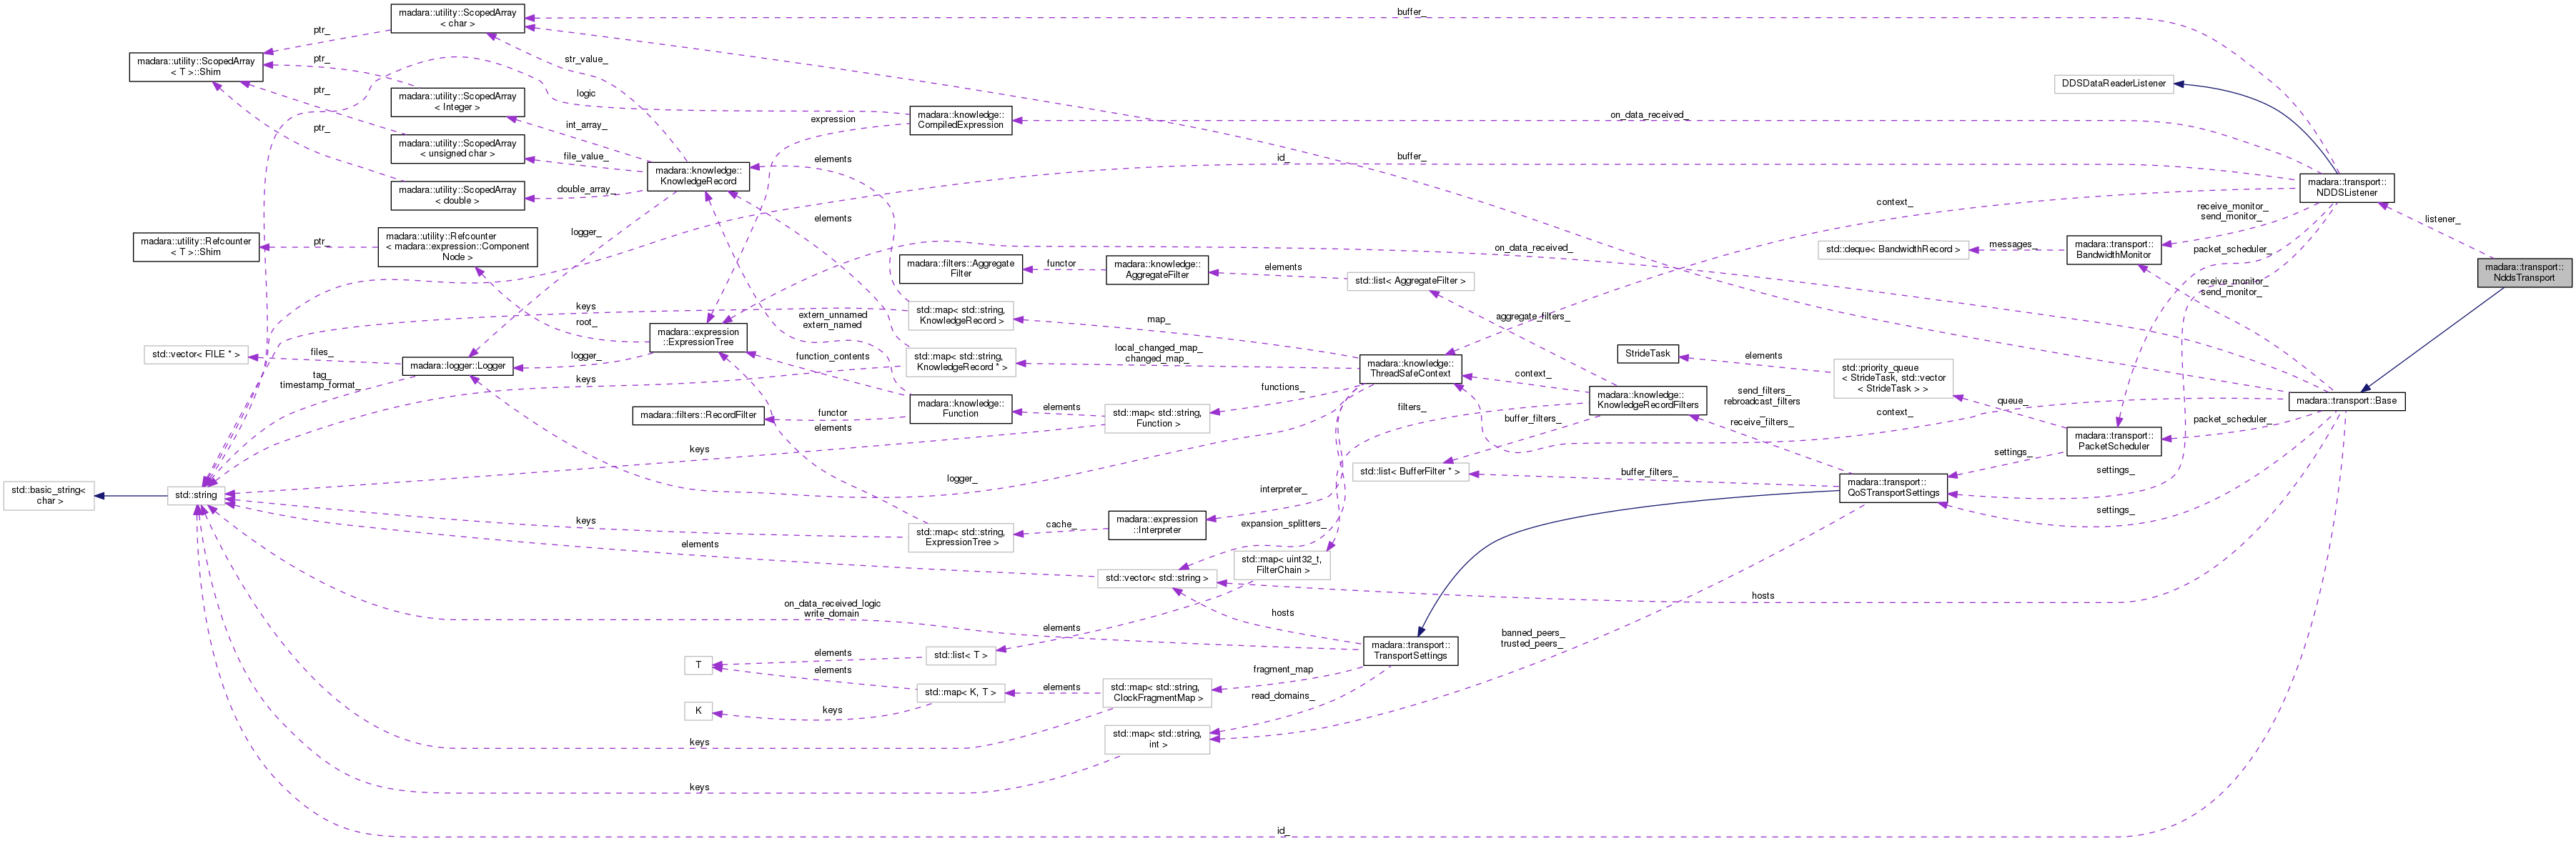 madara::utility::ScopedArray
< char >
buffer_
ptr_
madara::utility::ScopedArray
< T >::Shim
ptr_
str_value_
DDSDataReaderListener
ptr_
madara::utility::ScopedArray
< Integer >
logic
madara::knowledge::
CompiledExpression
expression
on_data_received_
int_array_
ptr_
madara::utility::ScopedArray
< unsigned char >
file_value_
elements
id_
buffer_
madara::knowledge::
KnowledgeRecord
madara::utility::ScopedArray
< double >
double_array_
madara::transport::
NDDSListener
elements
context_
receive_monitor_
send_monitor_
listener_
logger_
madara::utility::Refcounter
< T >::Shim
ptr_
madara::utility::Refcounter
< madara::expression::Component
Node >
on_data_received_
std::deque< BandwidthRecord >
messages_
madara::transport::
BandwidthMonitor
packet_scheduler_
madara::filters::Aggregate
Filter
functor
madara::knowledge::
AggregateFilter
elements
std::list< AggregateFilter >
receive_monitor_
send_monitor_
madara::transport::
NddsTransport
keys
root_
extern_unnamed
extern_named
std::map< std::string,
KnowledgeRecord >
map_
aggregate_filters_
madara::expression
::ExpressionTree
std::vector< FILE * >
files_
logger_
function_contents
local_changed_map_
changed_map_
std::map< std::string,
KnowledgeRecord * >
madara::logger::Logger
madara::knowledge::
ThreadSafeContext
StrideTask
elements
std::priority_queue
< StrideTask, std::vector
< StrideTask > >
tag_
timestamp_format_
keys
context_
functions_
send_filters_
rebroadcast_filters
_
receive_filters_
madara::knowledge::
KnowledgeRecordFilters
queue_
madara::transport::Base
madara::filters::RecordFilter
functor
madara::knowledge::
Function
elements
std::map< std::string,
Function >
filters_
buffer_filters_
context_
packet_scheduler_
elements
keys
madara::transport::
PacketScheduler
settings_
settings_
std::list< BufferFilter * >
buffer_filters_
logger_
interpreter_
madara::transport::
QoSTransportSettings
std::basic_string<
char >
std::string
settings_
keys
std::map< std::string,
ExpressionTree >
cache_
madara::expression
::Interpreter
expansion_splitters_
elements
std::map< uint32_t,
FilterChain >
std::vector< std::string >
hosts
on_data_received_logic
write_domain
elements
hosts
banned_peers_
trusted_peers_
T
elements
std::list< T >
madara::transport::
TransportSettings
elements
fragment_map
std::map< K, T >
elements
std::map< std::string,
ClockFragmentMap >
read_domains_
K
keys
keys
std::map< std::string,
int >
keys
id_